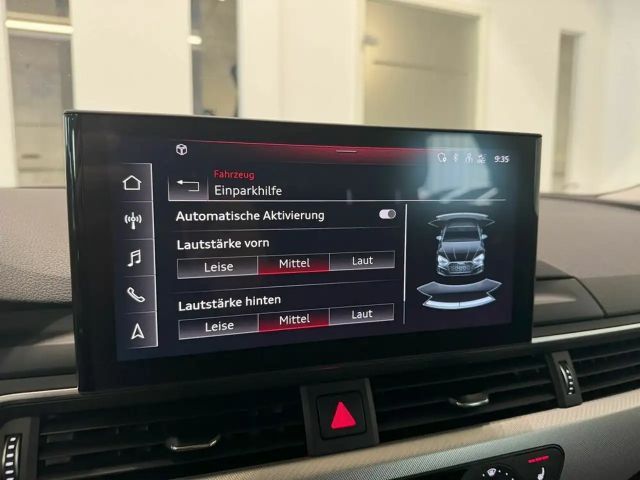 9:35
Fahrzeug
Einparkhilfe
Automatische Aktivierung
Lautstärke vorn
Leise Mittel Laut
Lautstärke hinten
Leise Mittel Laut